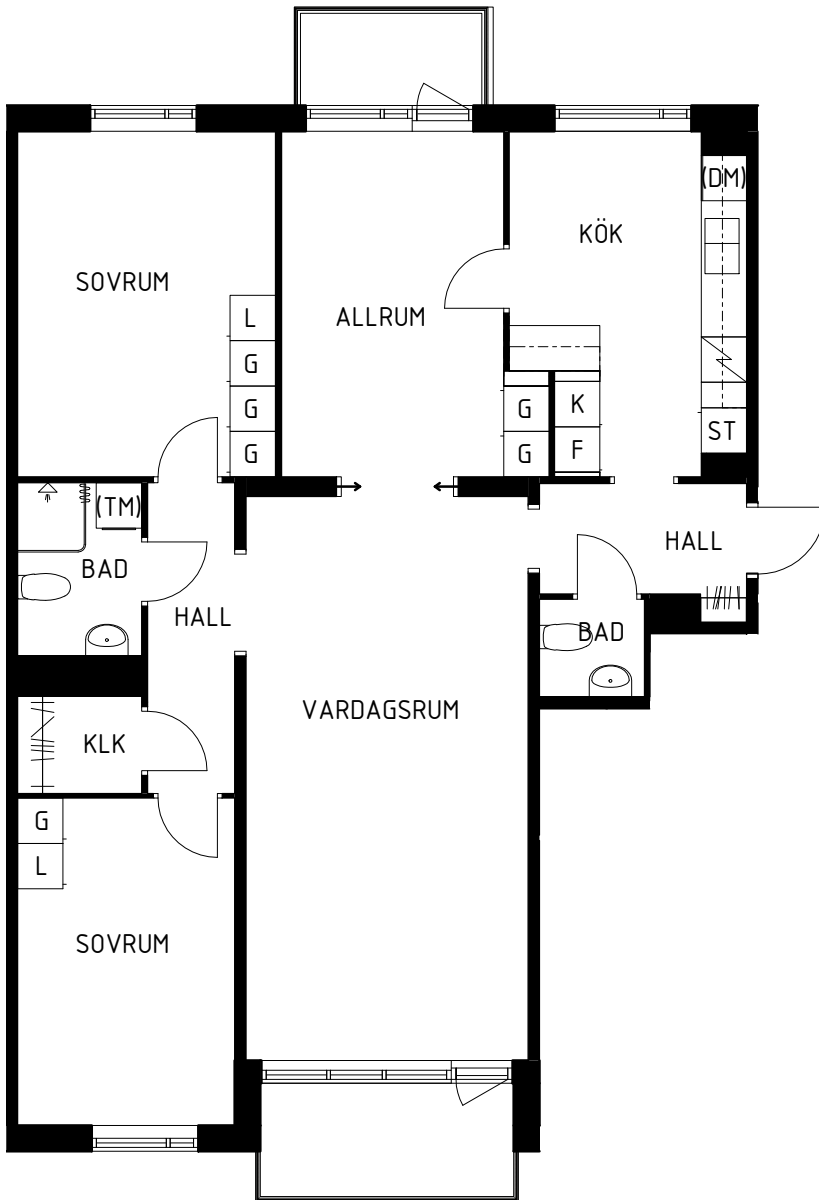 (DM)
KÖK
SOVRUM
ALLRUM
L
G
G
G
G
K
G
F
ST
(TM)
BAD
HALL
HALL
BAD
VARDAGSRUM
KLK
G
L
SOVRUM